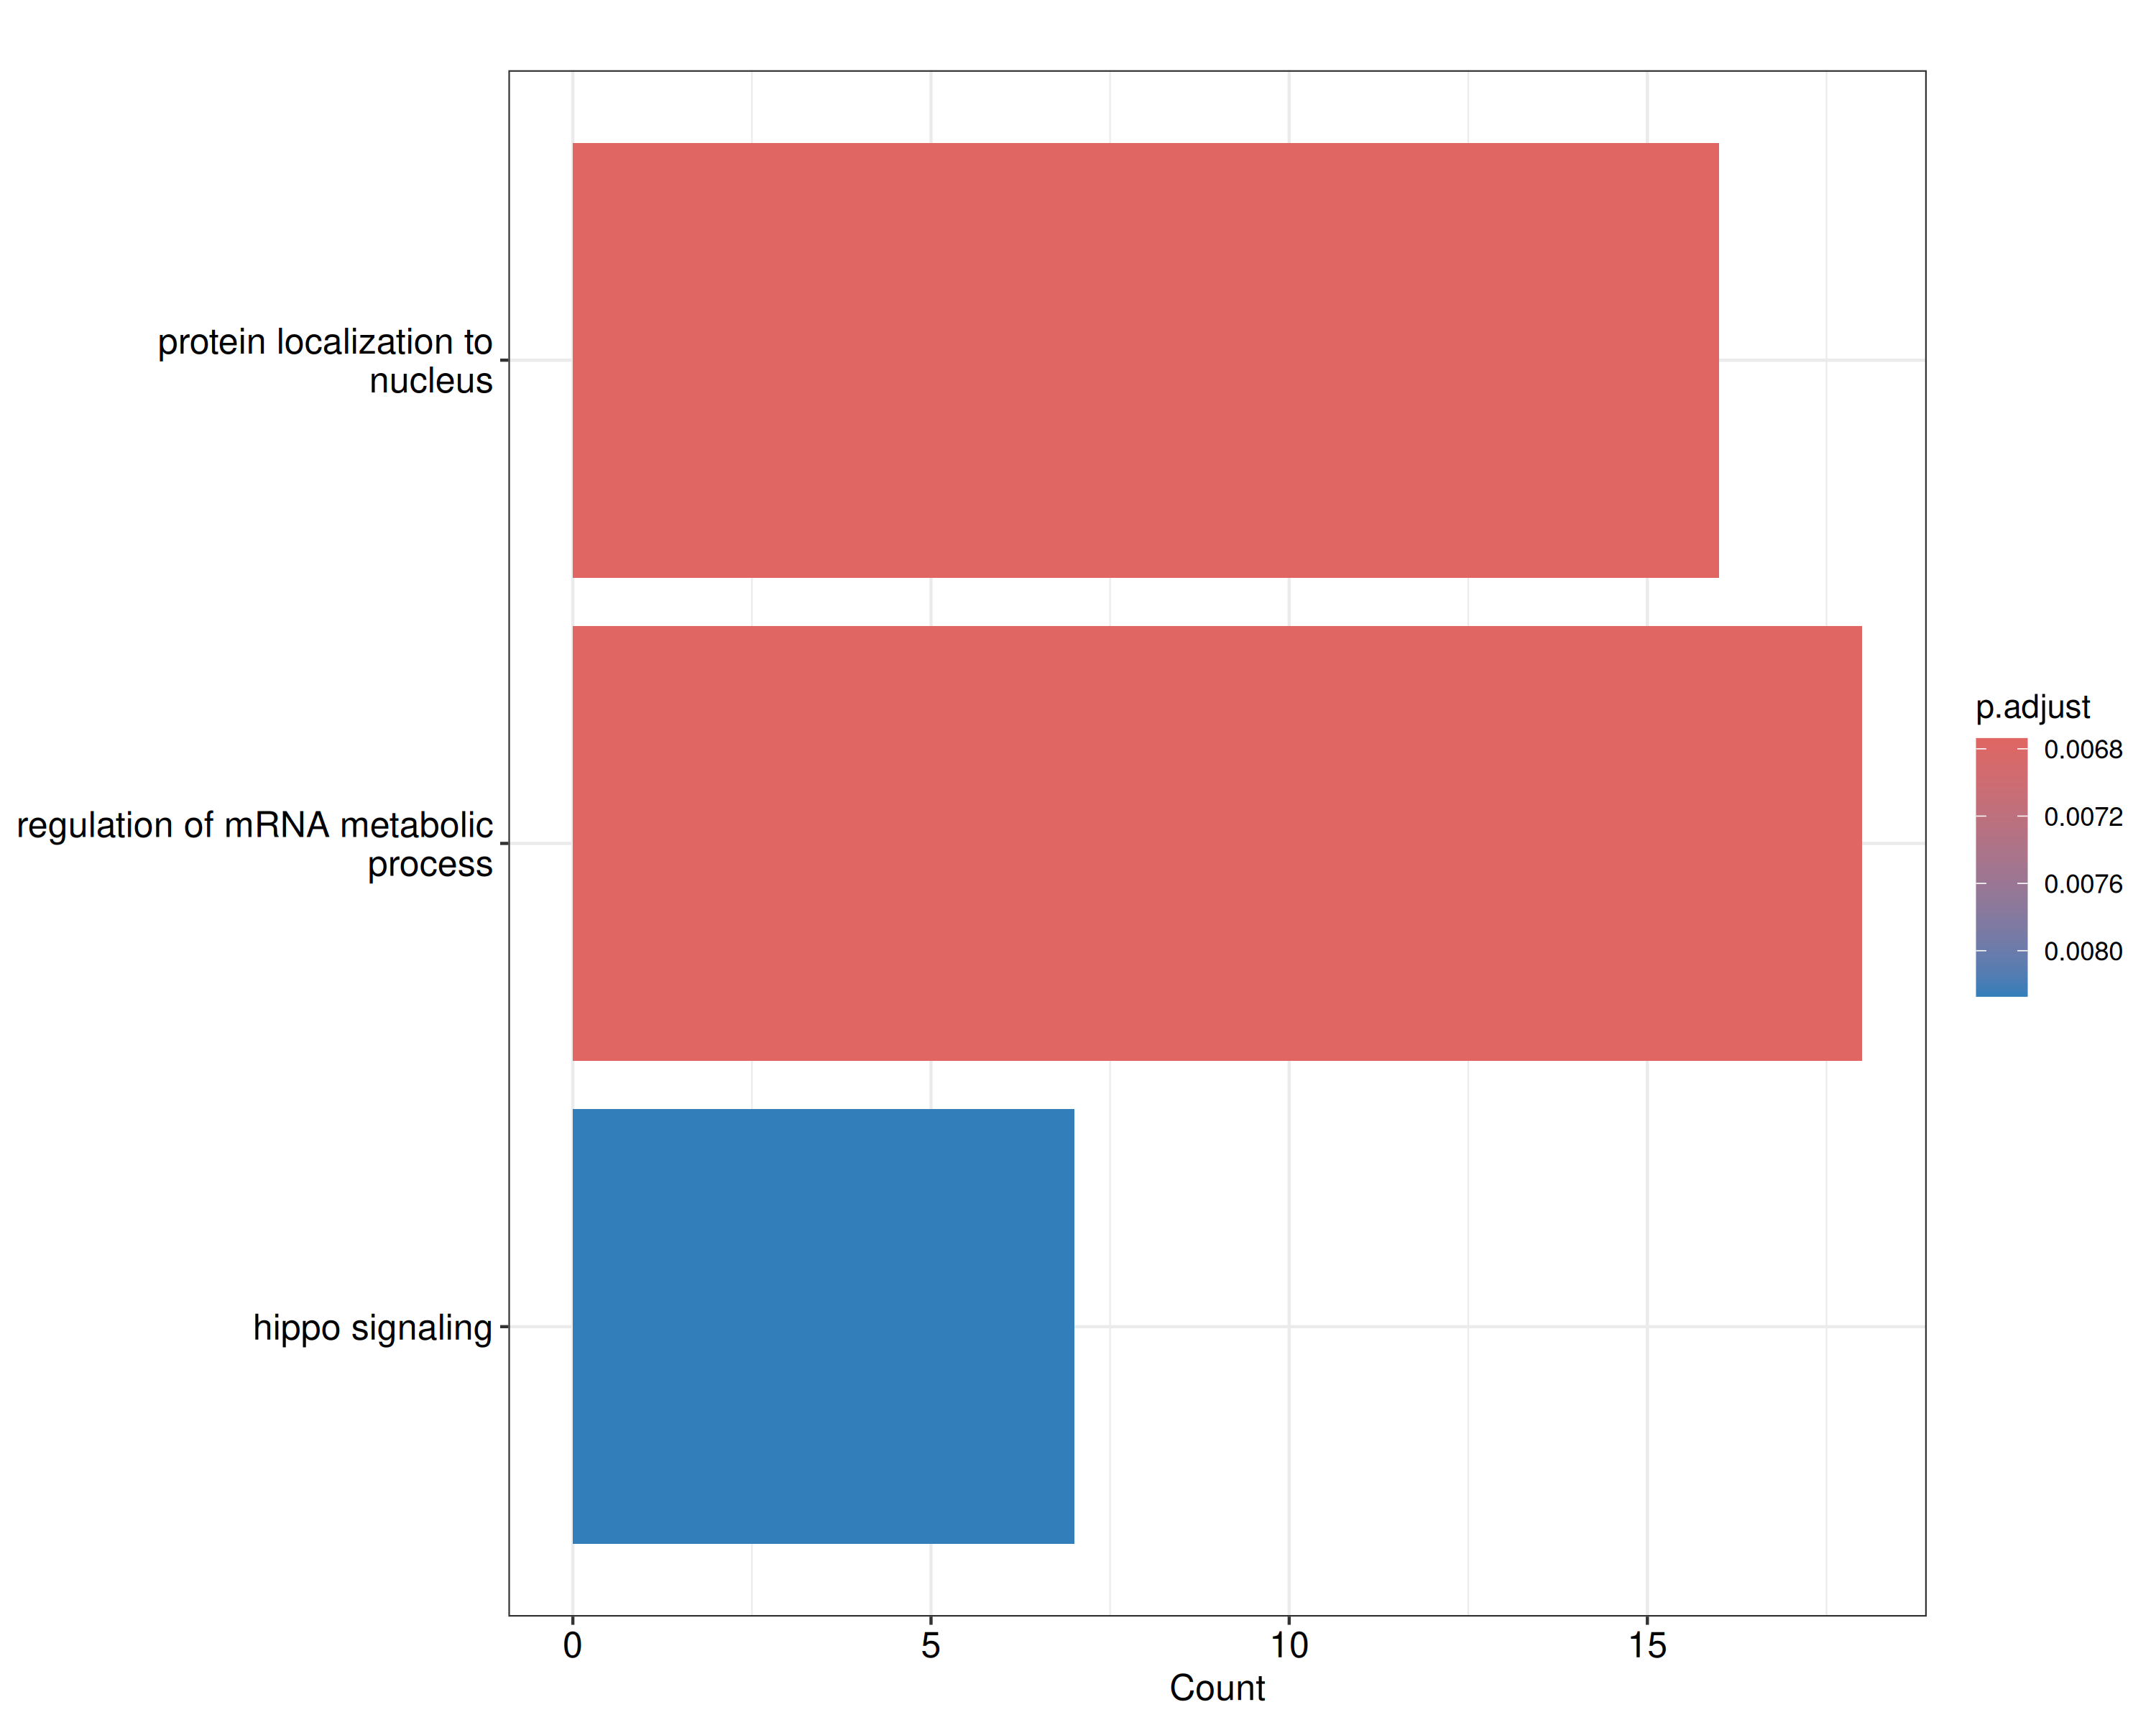 protein localization to
nucleus
regulation of mRNA metabolic
process
hippo signaling
0 5 10 15
Count
p.adjust
0.0068
0.0072
0.0076
0.0080